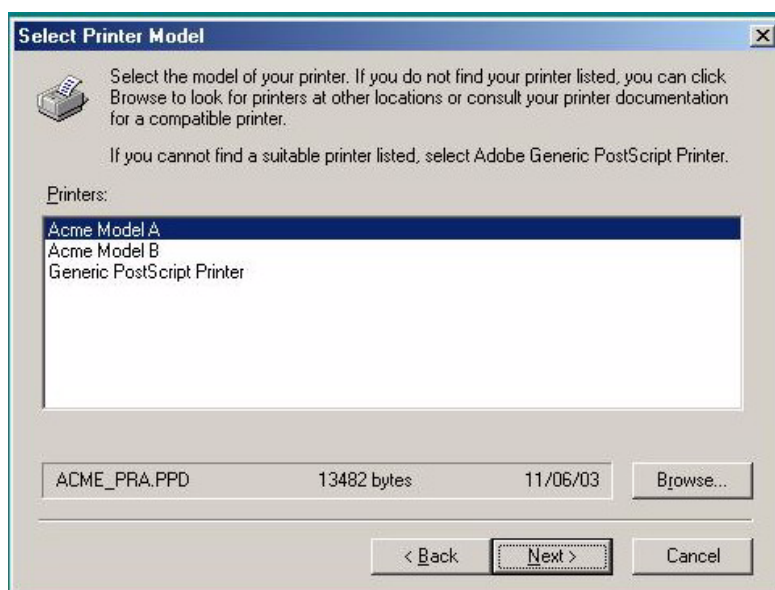 Select Printer Model
Select the model of your printer. If you do not find your printer listed, you can click
Browse to look for printers at other locations or consult your printer documentation
for a compatible printer.
If you cannot find a suitable printer listed, select Adobe Generic PostScript Printer.
Printers:
Acme Model A
Acme Model B
Generic PostScript Printer
ACME_PRA.PPD 13482 bytes 11/06/03 Browse...
< Back Next > Cancel